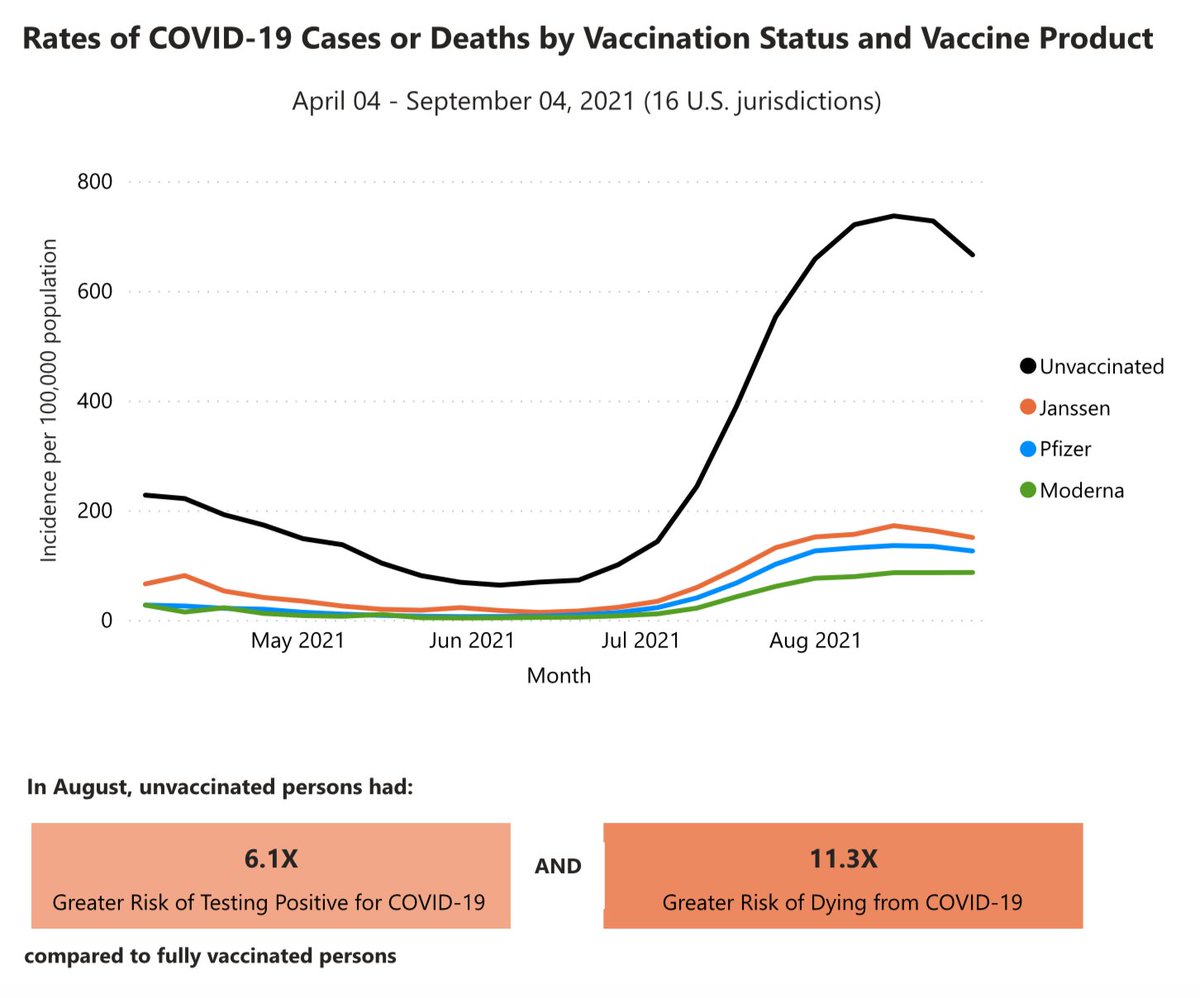 Rates of COVID-19 Cases or Deaths by Vaccination Status and Vaccine Product
April 04 - September 04, 2021 (16 U.S. jurisdictions)
Incidence per 100,000 population
800
600
400
200
0
May 2021
Jun 2021
Jul 2021
Aug 2021
Month
Unvaccinated
Janssen
Pfizer
Moderna
In August, unvaccinated persons had:
6.1X
Greater Risk of Testing Positive for COVID-19
AND
11.3X
Greater Risk of Dying from COVID-19
compared to fully vaccinated persons